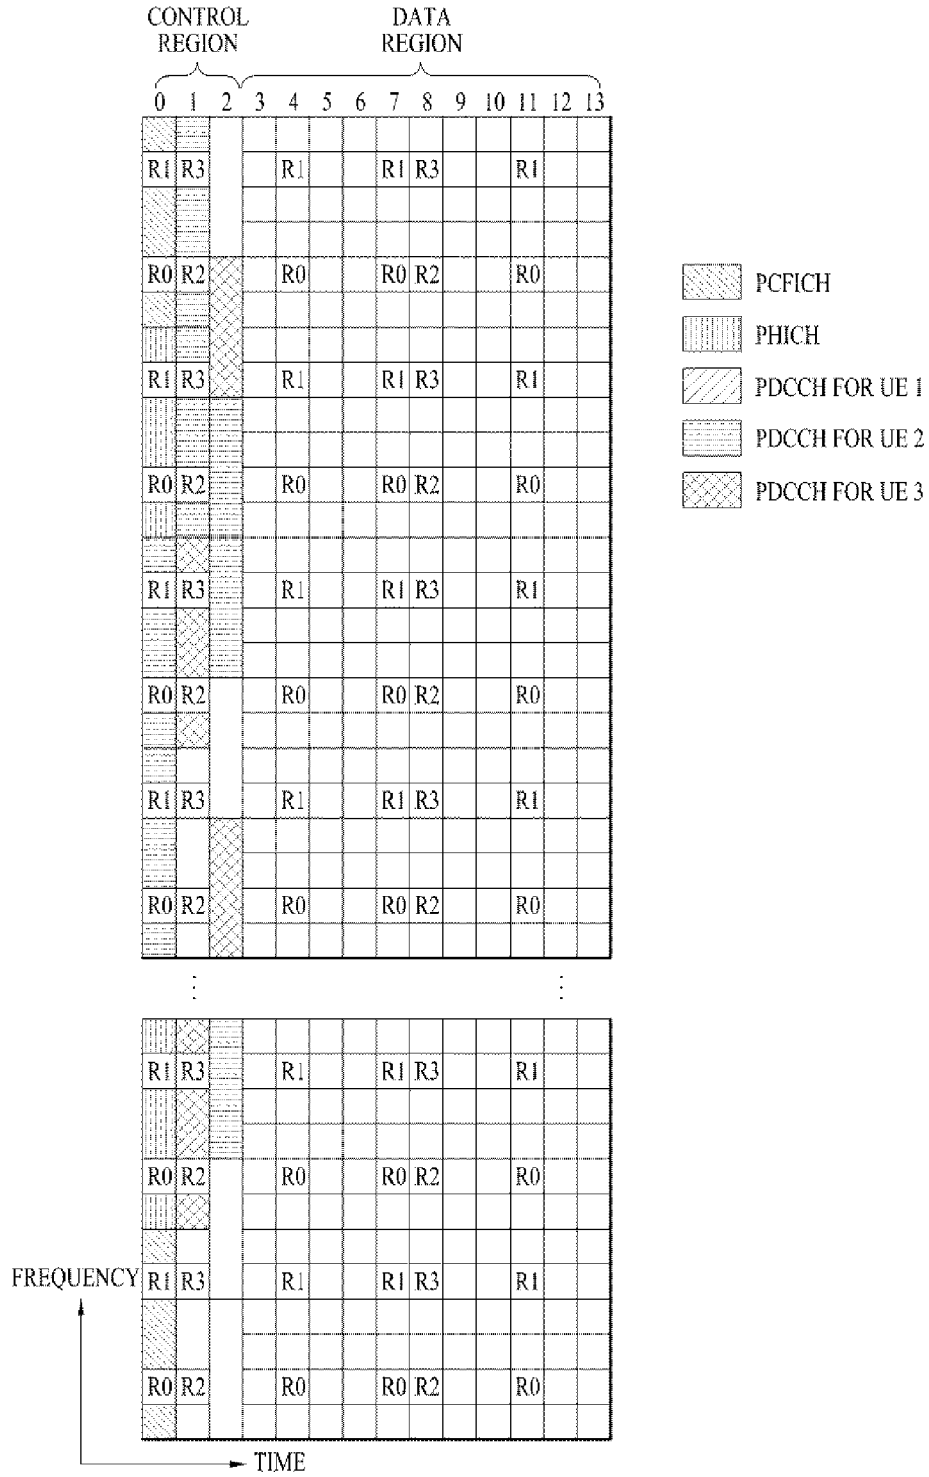 CONTROL REGION
DATA REGION
0 1 2 3 4 5 6 7 8 9 10 11 12 13
R1 R3 R1 R1 R3 R1
R0 R2 R0 R0 R2 R0
R1 R3 R1 R1 R3 R1
R0 R2 R0 R0 R2 R0
R1 R3 R1 R1 R3 R1
R0 R2 R0 R0 R2 R0
R1 R3 R1 R1 R3 R1
R0 R2 R0 R0 R2 R0
R1 R3 R1 R1 R3 R1
R0 R2 R0 R0 R2 R0
R1 R3 R1 R1 R3 R1
R0 R2 R0 R0 R2 R0
PCFICH
PHICH
PDCCH FOR UE 1
PDCCH FOR UE 2
PDCCH FOR UE 3
FREQUENCY
TIME